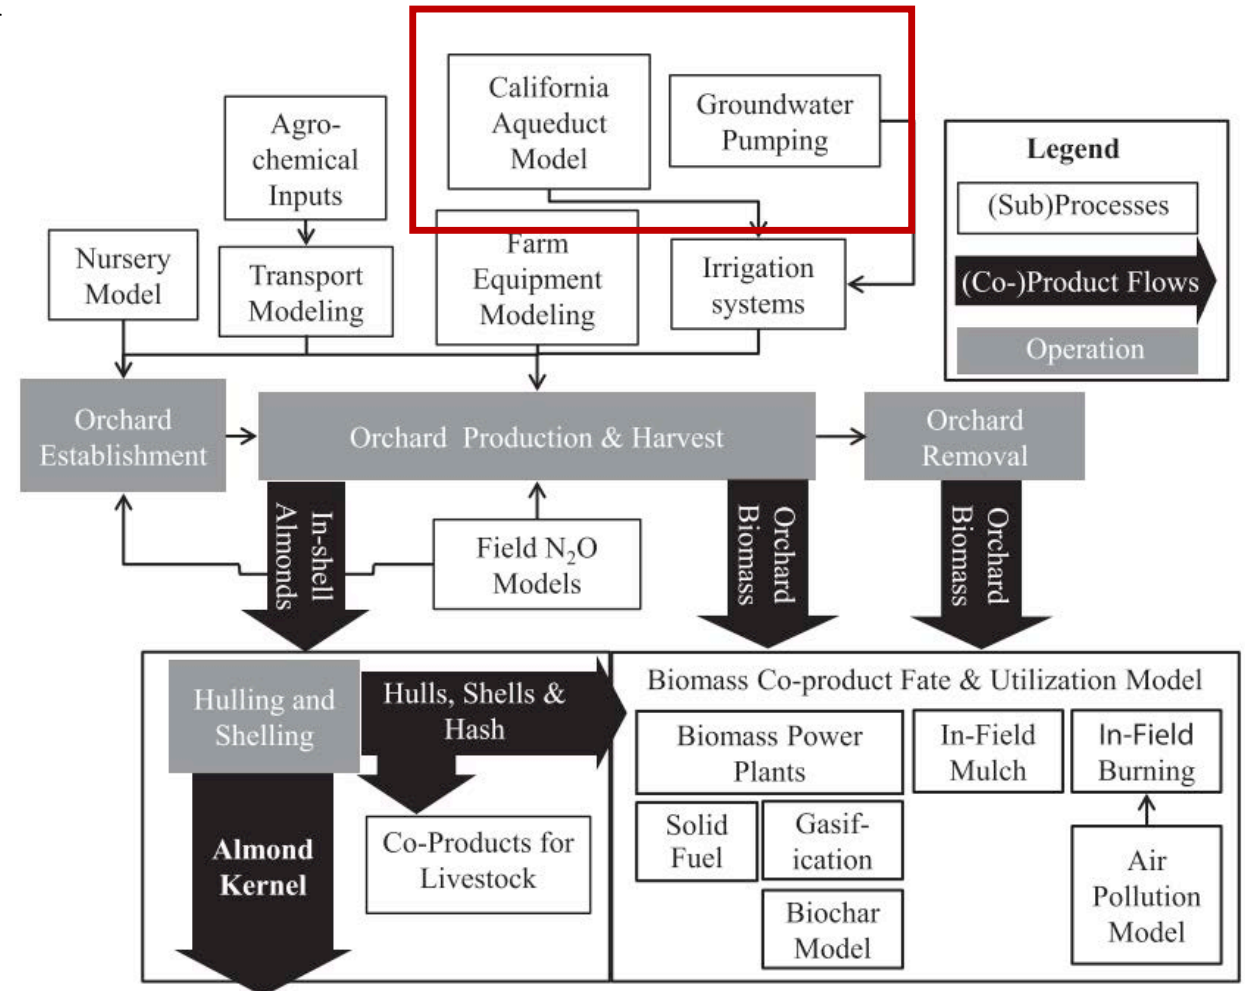 California
Aqueduct
Model
Groundwater
Pumping
Agro-
chemical
Inputs
Legend
(Sub)Processes
(Co-)Product Flows
Operation
Nursery
Model
Transport
Modeling
Farm
Equipment
Modeling
Irrigation
systems
Orchard
Establishment
Orchard Production & Harvest
Orchard
Removal
In-shell
Almonds
Field N₂O
Models
Orchard
Biomass
Orchard
Biomass
Hulling and
Shelling
Hulls, Shells &
Hash
Almond
Kernel
Co-Products for
Livestock
Biomass Co-product Fate & Utilization Model
Biomass Power
Plants
In-Field
Mulch
In-Field
Burning
Solid
Fuel
Gasif-
ication
Biochar
Model
Air
Pollution
Model